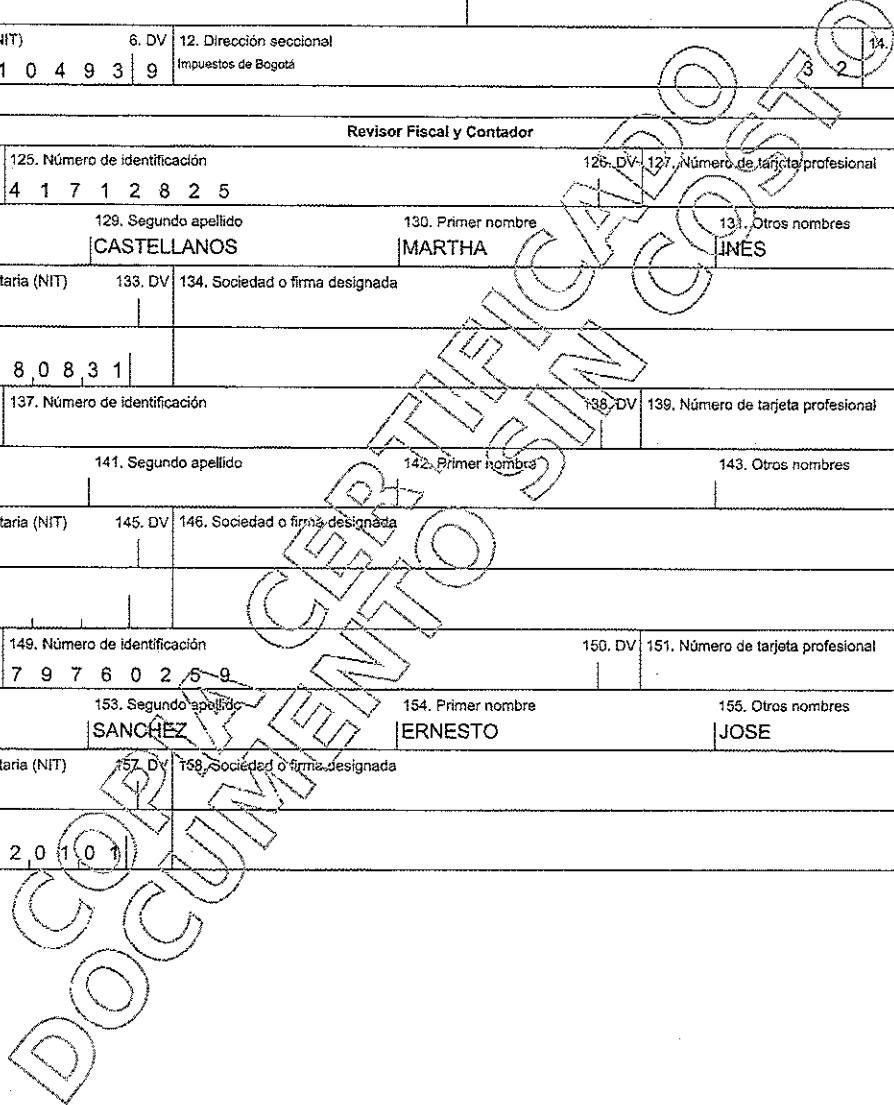 NIT) 6. DV 12. Dirección seccional 14.
1 0 4 9 3 9 Impuestos de Bogotá 3 2
Revisor Fiscal y Contador
125. Número de identificación 126. DV 127. Número de tarjeta profesional
4 1 7 1 2 8 2 5
129. Segundo apellido 130. Primer nombre 131. Otros nombres
CASTELLANOS MARTHA INES
taria (NIT) 133. DV 134. Sociedad o firma designada
8 0 8 3 1
137. Número de identificación 138. DV 139. Número de tarjeta profesional
141. Segundo apellido 142. Primer nombre 143. Otros nombres
taria (NIT) 145. DV 146. Sociedad o firma designada
149. Número de identificación 150. DV 151. Número de tarjeta profesional
7 9 7 6 0 2 5 9
153. Segundo apellido 154. Primer nombre 155. Otros nombres
SANCHEZ ERNESTO JOSE
taria (NIT) 157. DV 158. Sociedad o firma designada
2 0 1 0 1
COPIA CERTIFICADO
DOCUMENTO SIN COSTO